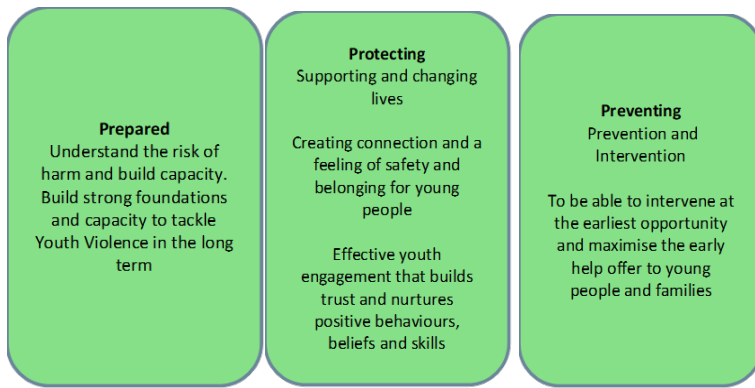 Prepared
Understand the risk of
harm and build capacity.
Build strong foundations
and capacity to tackle
Youth Violence in the long
term
Protecting
Supporting and changing
lives
Creating connection and a
feeling of safety and
belonging for young
people
Effective youth
engagement that builds
trust and nurtures
positive behaviours,
beliefs and skills
Preventing
Prevention and
Intervention
To be able to intervene at
the earliest opportunity
and maximise the early
help offer to young
people and families